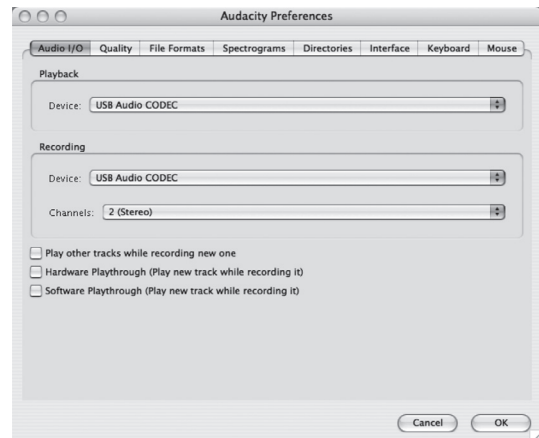 Audacity Preferences
Audio I/O Quality File Formats Spectrograms Directories Interface Keyboard Mouse
Playback
Device: USB Audio CODEC
Recording
Device: USB Audio CODEC
Channels: 2 (Stereo)
Play other tracks while recording new one
Hardware Playthrough (Play new track while recording it)
Software Playthrough (Play new track while recording it)
Cancel OK